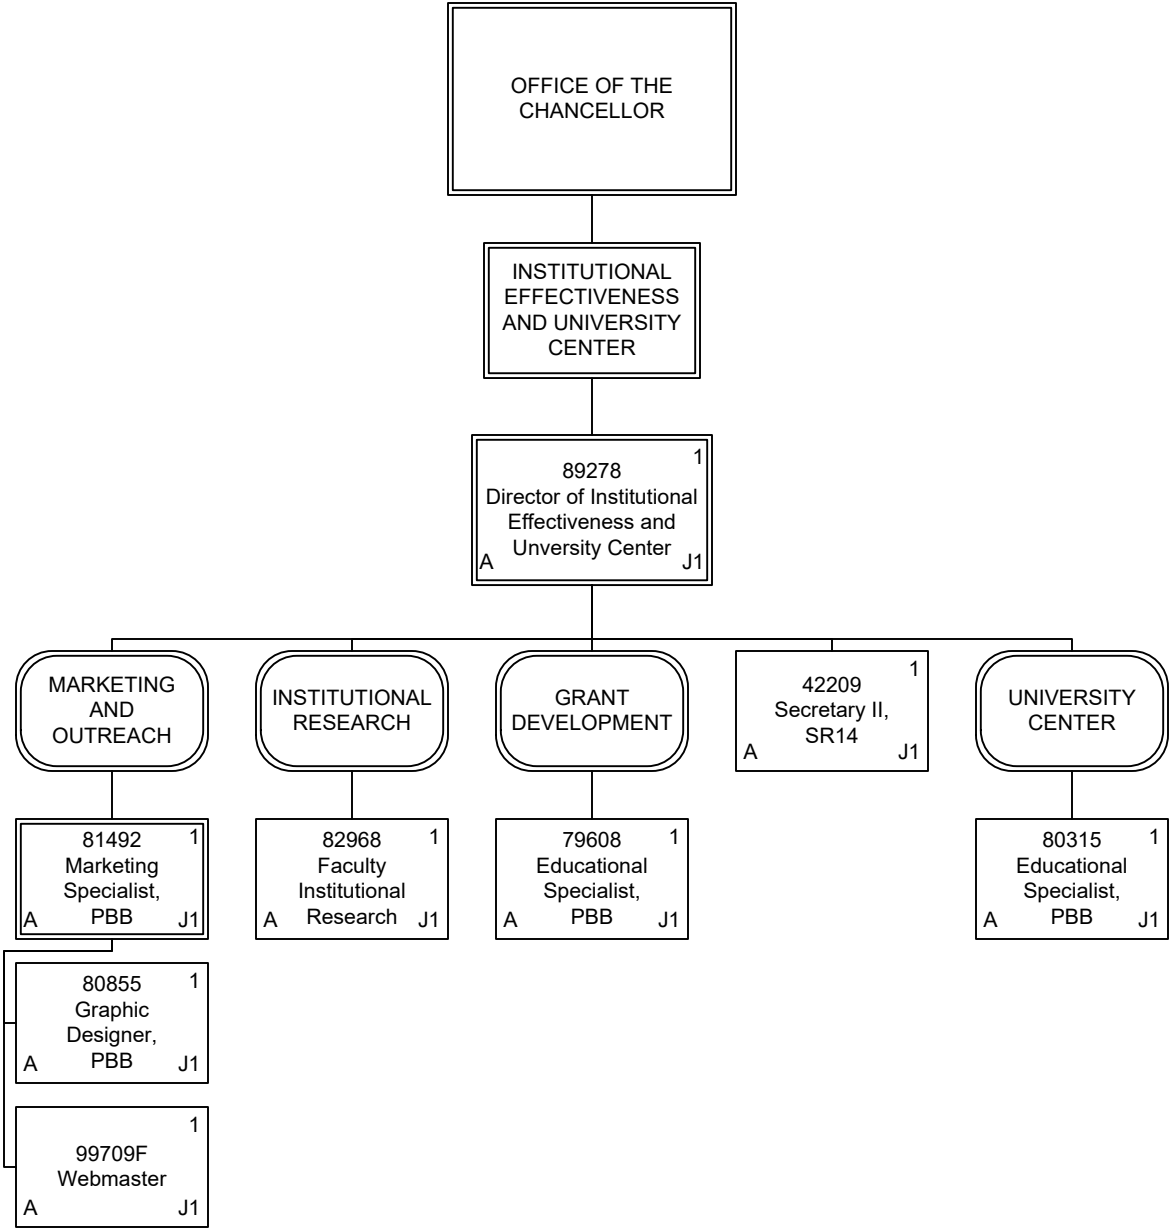 OFFICE OF THE
CHANCELLOR
INSTITUTIONAL
EFFECTIVENESS
AND UNIVERSITY
CENTER
1
89278
Director of Institutional
Effectiveness and
Unversity Center
A J1
MARKETING
AND
OUTREACH
INSTITUTIONAL
RESEARCH
GRANT
DEVELOPMENT
1
42209
Secretary II,
SR14
A J1
UNIVERSITY
CENTER
81492 1
Marketing
Specialist,
PBB
A J1
82968 1
Faculty
Institutional
Research
A J1
79608 1
Educational
Specialist,
PBB
A J1
80315 1
Educational
Specialist,
PBB
A J1
80855 1
Graphic
Designer,
PBB
A J1
1
99709F
Webmaster
A J1